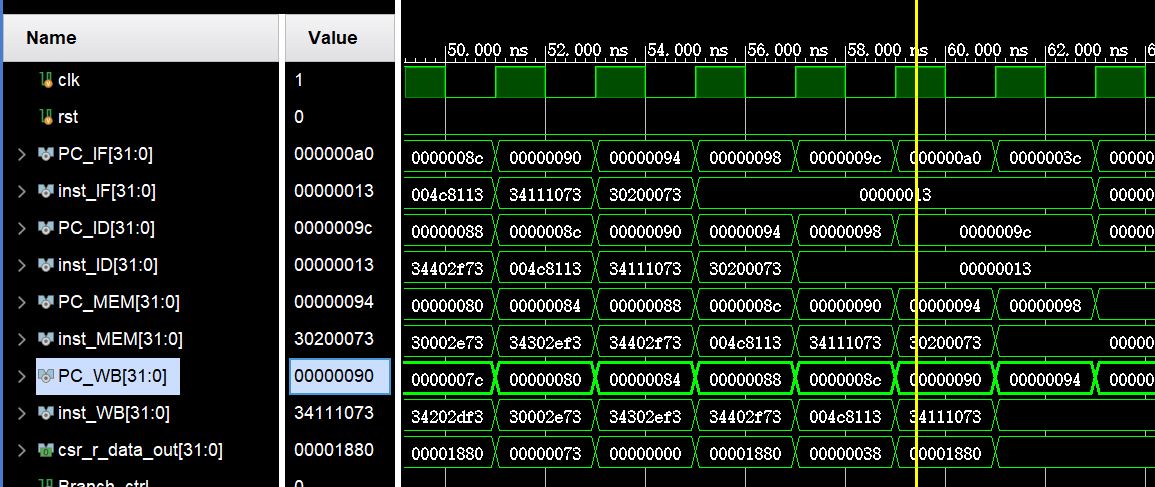 Name Value 50.000 ns 52.000 ns 54.000 ns 56.000 ns 58.000 ns 60.000 ns 62.000 ns
clk 1
rst 0
PC_IF[31:0] 000000a0 0000008c 00000090 00000094 00000098 0000009c 000000a0 0000003c 00000
inst_IF[31:0] 00000013 004c8113 34111073 30200073 00000013 00000
PC_ID[31:0] 0000009c 00000088 0000008c 00000090 00000094 00000098 0000009c 00000
inst_ID[31:0] 00000013 34402f73 004c8113 34111073 30200073 00000013
PC_MEM[31:0] 00000094 00000080 00000084 00000088 0000008c 00000090 00000094 00000098
inst_MEM[31:0] 30200073 30002e73 34302ef3 34402f73 004c8113 34111073 30200073 00000
PC_WB[31:0] 00000090 0000007c 00000080 00000084 00000088 0000008c 00000090 00000094 00000
inst_WB[31:0] 34111073 34202df3 30002e73 34302ef3 34402f73 004c8113 34111073
csr_r_data_out[31:0] 00001880 00001880 00000073 00000000 00001880 00000038 00001880